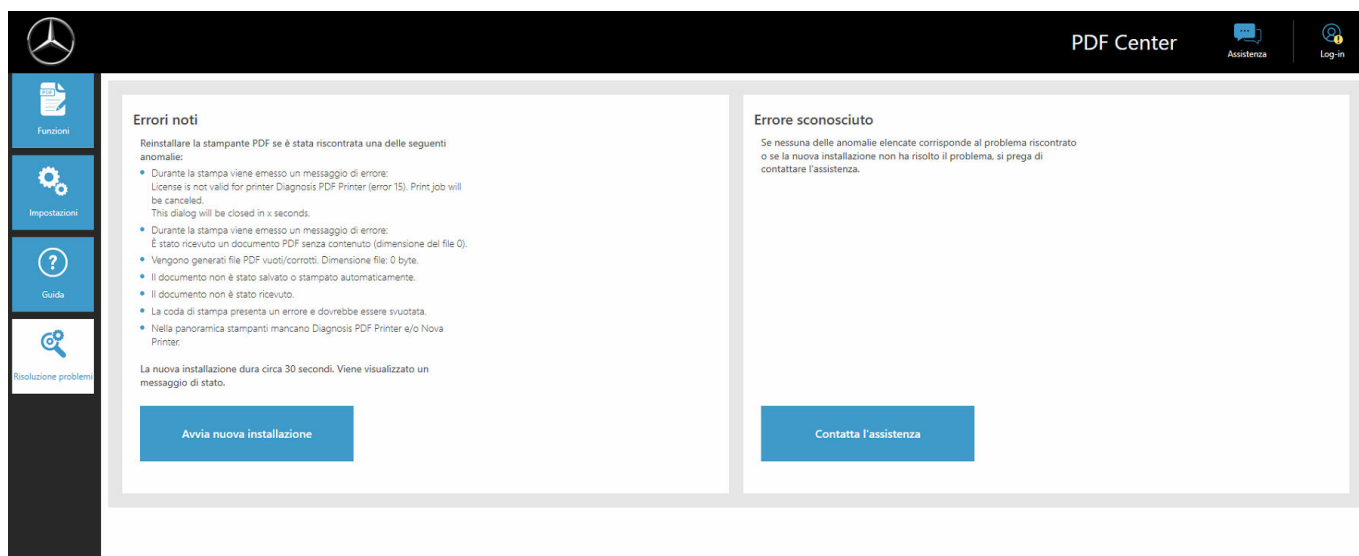 PDF Center
Assistenza
Log-in
PDF
Funzioni
Impostazioni
Guida
Risoluzione problemi
Errori noti
Reinstallare la stampante PDF se è stata riscontrata una delle seguenti
anomalie:
Durante la stampa viene emesso un messaggio di errore:
License is not valid for printer Diagnosis PDF Printer (error 15). Print job will
be canceled.
This dialog will be closed in x seconds.
Durante la stampa viene emesso un messaggio di errore:
È stato ricevuto un documento PDF senza contenuto (dimensione del file 0).
Vengono generati file PDF vuoti/corrotti. Dimensione file: 0 byte.
Il documento non è stato salvato o stampato automaticamente.
Il documento non è stato ricevuto.
La coda di stampa presenta un errore e dovrebbe essere svuotata.
Nella panoramica stampanti mancano Diagnosis PDF Printer e/o Nova
Printer.
La nuova installazione dura circa 30 secondi. Viene visualizzato un
messaggio di stato.
Avvia nuova installazione
Errore sconosciuto
Se nessuna delle anomalie elencate corrisponde al problema riscontrato
o se la nuova installazione non ha risolto il problema, si prega di
contattare l'assistenza.
Contatta l'assistenza